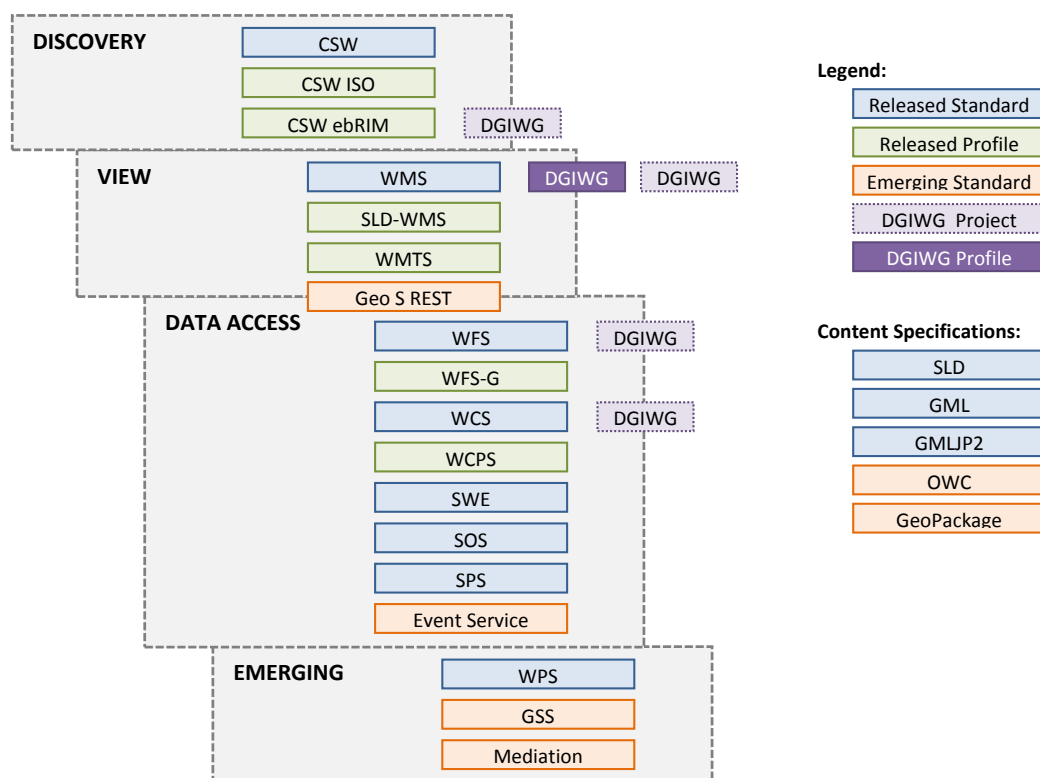 DISCOVERY
CSW
CSW ISO
CSW ebRIM
DGIWG
VIEW
WMS
DGIWG
DGIWG
SLD-WMS
WMTS
Geo S REST
DATA ACCESS
WFS
DGIWG
WFS-G
WCS
DGIWG
WCPS
SWE
SOS
SPS
Event Service
EMERGING
WPS
GSS
Mediation
Legend:
Released Standard
Released Profile
Emerging Standard
DGIWG Project
DGIWG Profile
Content Specifications:
SLD
GML
GMLJP2
OWC
GeoPackage